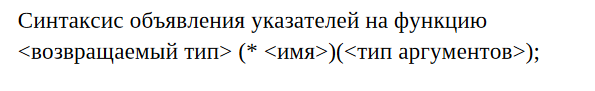 Синтаксис объявления указателей на функцию
<возвращаемый тип> (* <имя>)(<тип аргументов>);